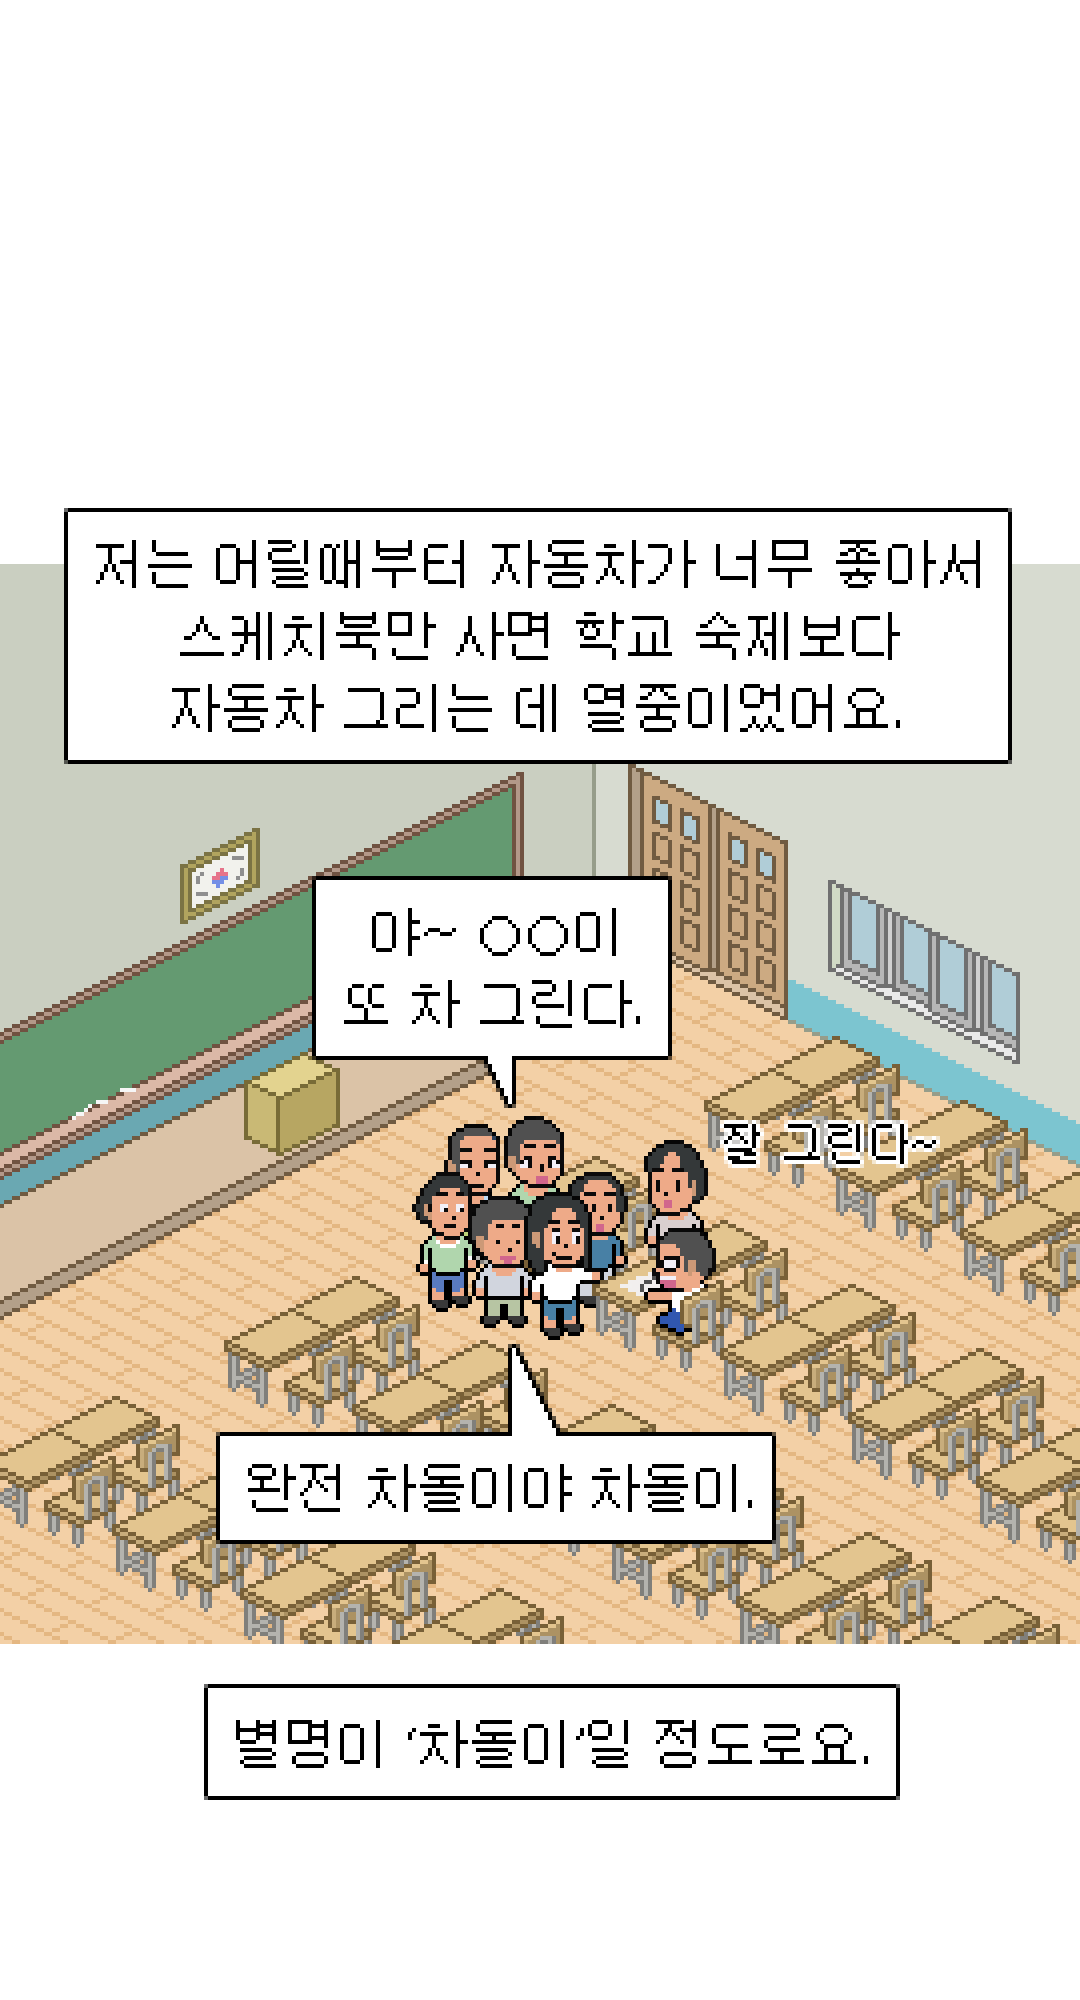 저는 어릴때부터 자동차가 너무 좋아서
스케치북만 사면 학교 숙제보다
자동차 그리는 데 열중이었어요.
야~ ○○이
또 차 그린다.
잘 그린다~
완전 차돌이야 차돌이.
별명이 ‘차돌이’일 정도로요.